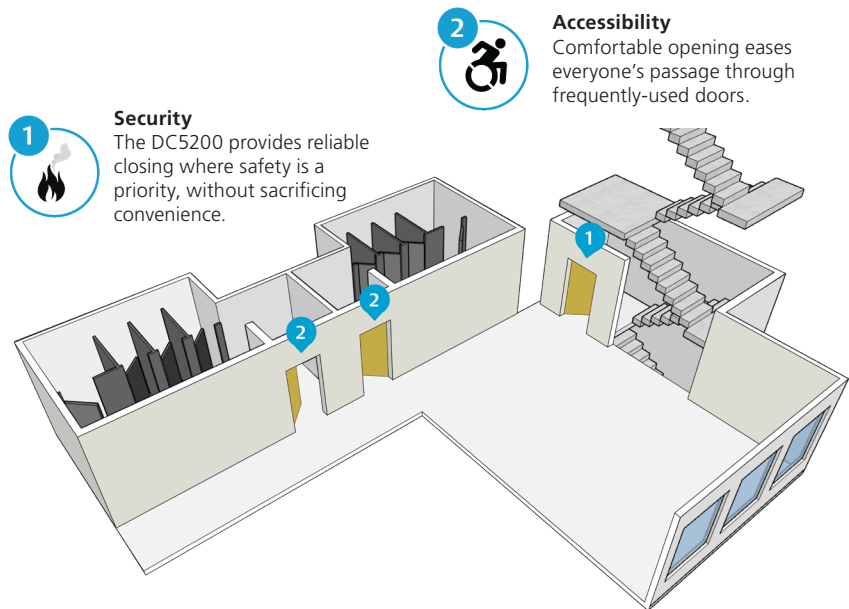 2
Accessibility
Comfortable opening eases
everyone’s passage through
frequently-used doors.
1
Security
The DC5200 provides reliable
closing where safety is a
priority, without sacrificing
convenience.
1
2
2